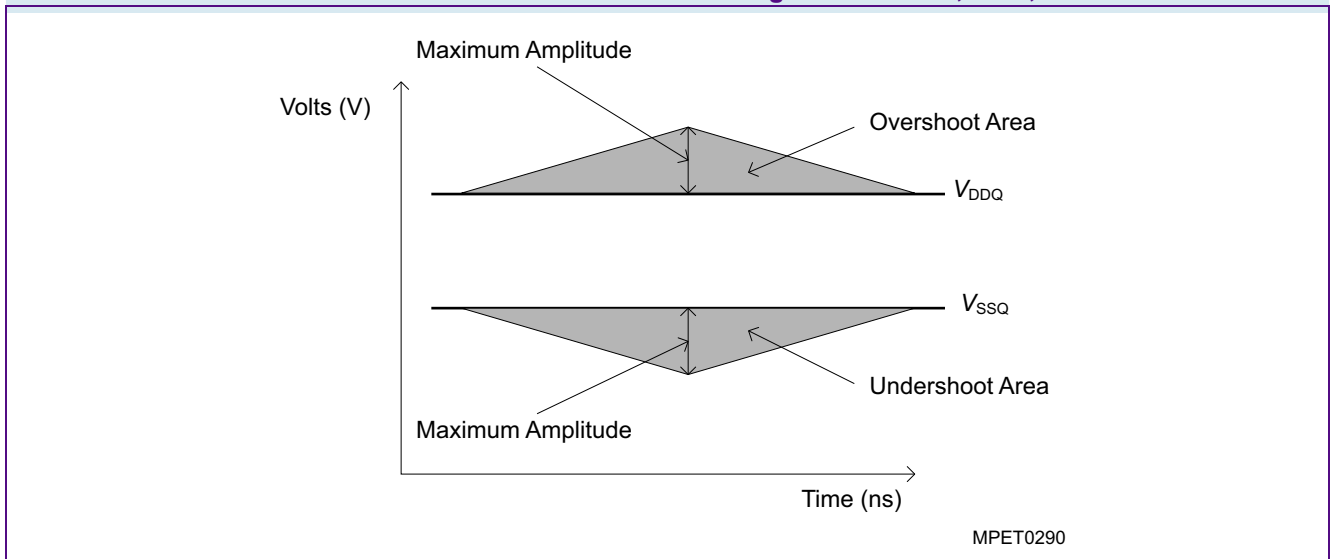 Maximum Amplitude
Volts (V)
Overshoot Area
VDDQ
VSSQ
Undershoot Area
Maximum Amplitude
Time (ns)
MPET0290